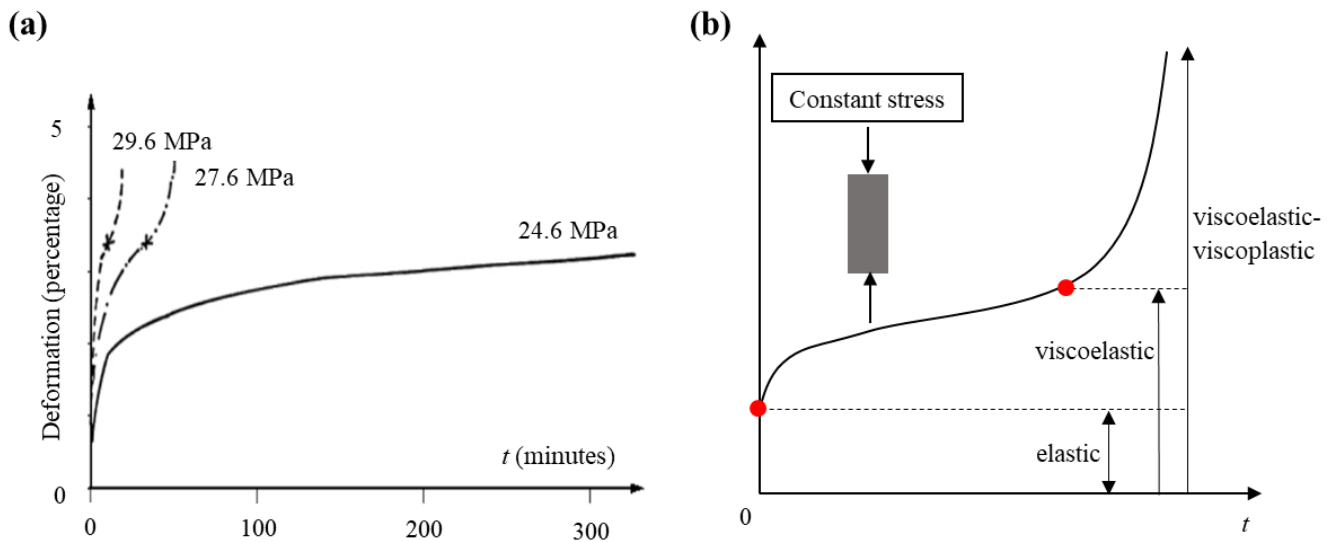 (a)
5
29.6 MPa
27.6 MPa
24.6 MPa
Deformation (percentage)
t (minutes)
0
0
100
200
300
(b)
Constant stress
viscoelastic-
viscoplastic
viscoelastic
elastic
0
t